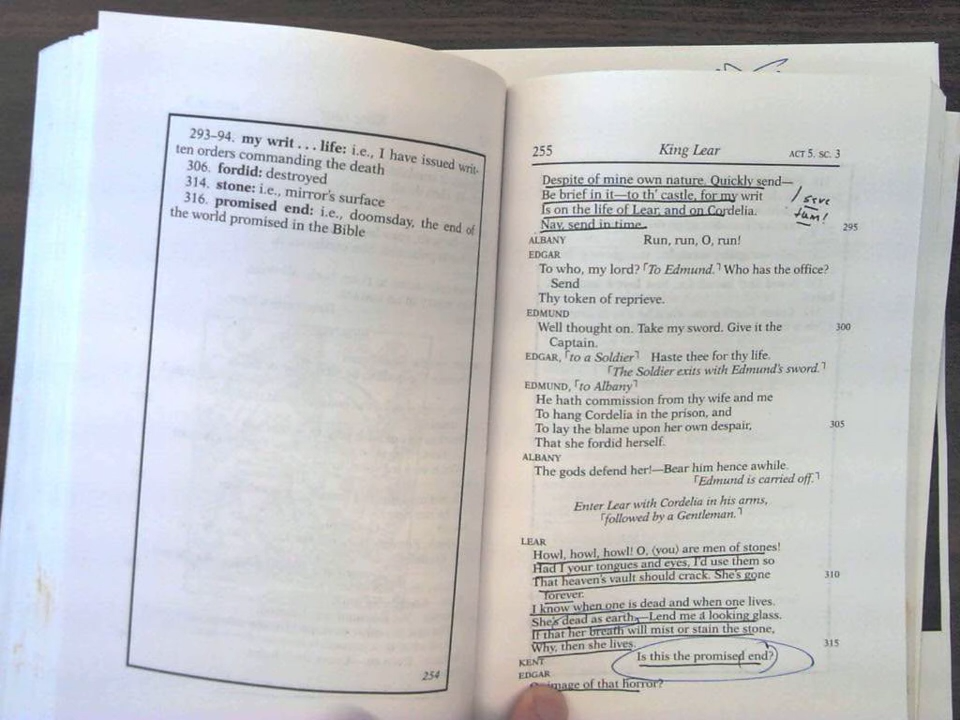 293–94. my writ . . . life: i.e., I have issued writ-
ten orders commanding the death
306. fordid: destroyed
314. stone: i.e., mirror's surface
316. promised end: i.e., doomsday, the end of
the world promised in the Bible
254
255 King Lear ACT 5. SC. 3
Despite of mine own nature. Quickly send—
Be brief in it—to th' castle, for my writ
Is on the life of Lear, and on Cordelia.
Nay, send in time. 295
ALBANY Run, run, O, run!
EDGAR
To who, my lord? ⌜To Edmund.⌝ Who has the office?
Send
Thy token of reprieve.
EDMUND
Well thought on. Take my sword. Give it the 300
Captain.
EDGAR, ⌜to a Soldier⌝ Haste thee for thy life.
⌜The Soldier exits with Edmund's sword.⌝
EDMUND, ⌜to Albany⌝
He hath commission from thy wife and me
To hang Cordelia in the prison, and
To lay the blame upon her own despair, 305
That she fordid herself.
ALBANY
The gods defend her!—Bear him hence awhile.
⌜Edmund is carried off.⌝
Enter Lear with Cordelia in his arms,
⌜followed by a Gentleman.⌝
LEAR
Howl, howl, howl! O, ⟨you⟩ are men of stones!
Had I your tongues and eyes, I'd use them so
That heaven's vault should crack. She's gone 310
forever.
I know when one is dead and when one lives.
She's dead as earth.—Lend me a looking glass.
If that her breath will mist or stain the stone,
Why, then she lives. 315
KENT Is this the promised end?
EDGAR
image of that horror?